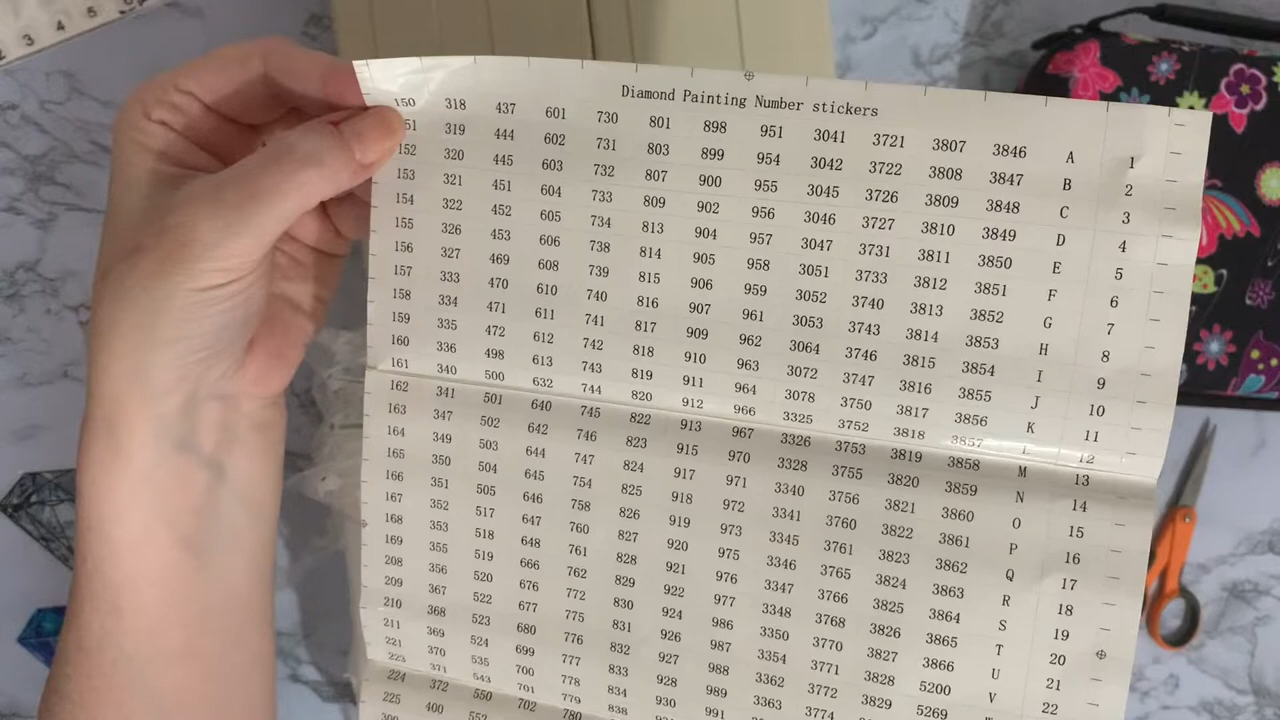 Diamond Painting Number stickers
150 318 437 601 730 801 898 951 3041 3721 3807 3846 A 1
51 319 444 602 731 803 899 954 3042 3722 3808 3847 B 2
152 320 445 603 732 807 900 955 3045 3726 3809 3848 C 3
153 321 451 604 733 809 902 956 3046 3727 3810 3849 D 4
154 322 452 605 734 813 904 957 3047 3731 3811 3850 E 5
155 326 453 606 738 814 905 958 3051 3733 3812 3851 F 6
156 327 469 608 739 815 906 959 3052 3740 3813 3852 G 7
157 333 470 610 740 816 907 961 3053 3743 3814 3853 H 8
158 334 471 611 741 817 909 962 3064 3746 3815 3854 I 9
159 335 472 612 742 818 910 963 3072 3747 3816 3855 J 10
160 336 498 613 743 819 911 964 3078 3750 3817 3856 K 11
161 340 500 632 744 820 912 966 3325 3752 3818 3857 L 12
162 341 501 640 745 822 913 967 3326 3753 3819 3858 M 13
163 347 502 642 746 823 915 970 3328 3755 3820 3859 N 14
164 349 503 644 747 824 917 971 3340 3756 3821 3860 O 15
165 350 504 645 754 825 918 972 3341 3760 3822 3861 P 16
166 351 505 646 758 826 919 973 3345 3761 3823 3862 Q 17
167 352 517 647 760 827 920 975 3346 3765 3824 3863 R 18
168 353 518 648 761 828 921 976 3347 3766 3825 3864 S 19
169 355 519 666 762 829 922 977 3348 3768 3826 3865 T 20
208 356 520 676 772 830 924 986 3350 3770 3827 3866 U 21
209 367 522 677 775 831 926 987 3354 3771 3828 5200 V 22
210 368 523 680 776 832 927 988 3362 3772 3829 5269
211 369 524 699 777 833 928 989 3363 3774
221 370 535 700 778 834 930 991
223 371 543 701 779 838
224 372 550 702 780
225 400 552
2 3 4 5 6